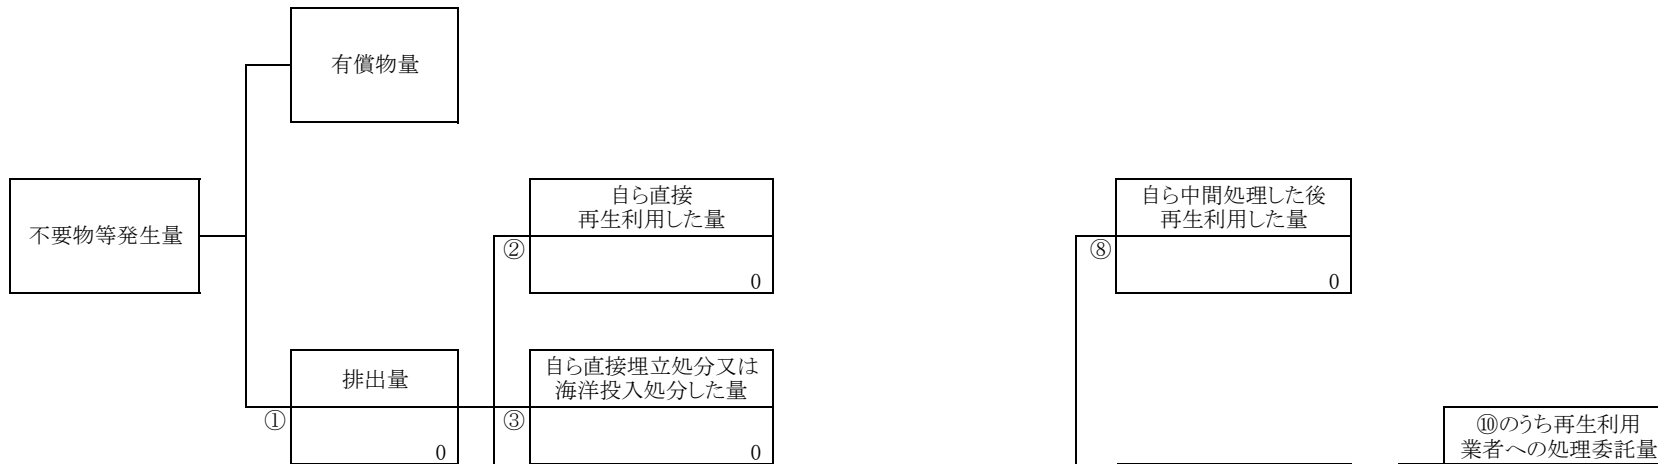 有償物量
不要物等発生量
自ら直接
再生利用した量
②
0
自ら中間処理した後
再生利用した量
⑧
0
排出量
①
0
自ら直接埋立処分又は
海洋投入処分した量
③
0
⑩のうち再生利用
業者への処理委託量